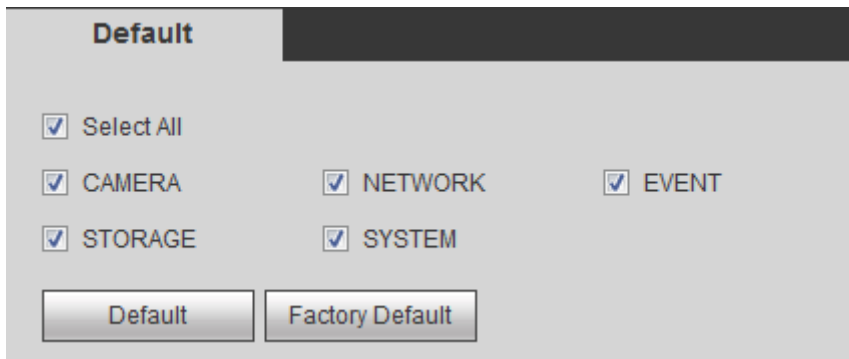 Default
Select All
CAMERA NETWORK EVENT
STORAGE SYSTEM
Default Factory Default